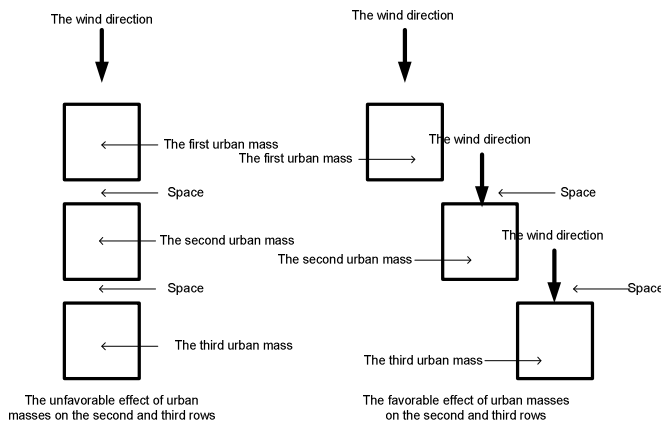 The wind direction
The first urban mass
Space
The second urban mass
Space
The third urban mass
The unfavorable effect of urban
masses on the second and third rows
The wind direction
The wind direction
The first urban mass
Space
The wind direction
The second urban mass
Space
The third urban mass
The favorable effect of urban masses
on the second and third rows